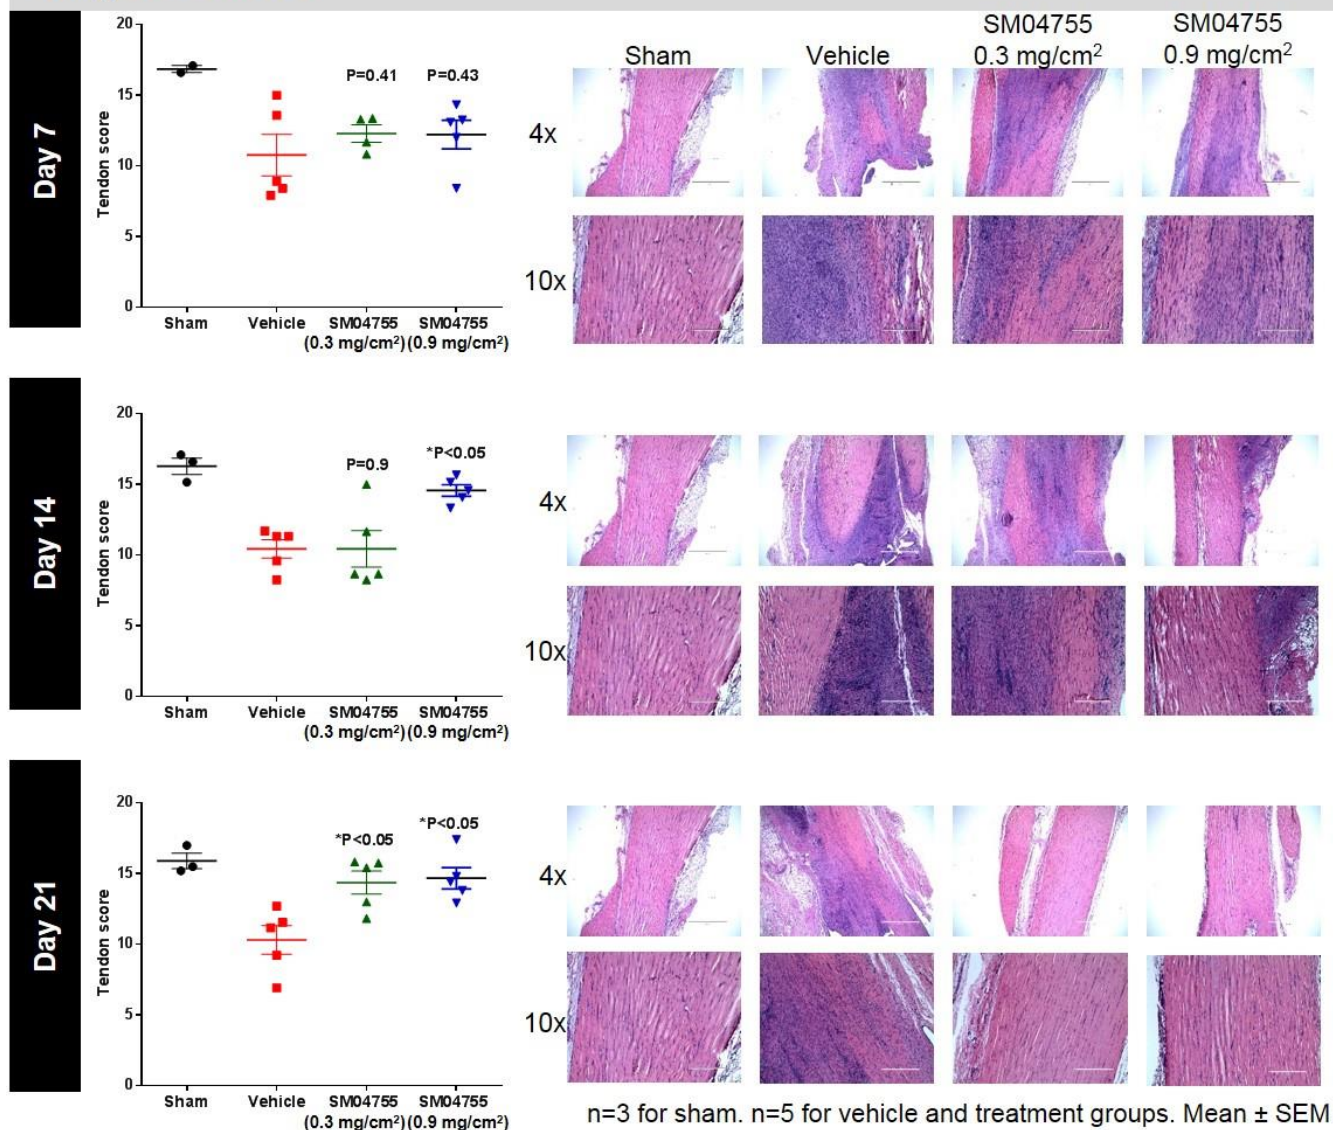 Day 7
20
15
10
5
0
Tendon score
P=0.41
P=0.43
Sham
Vehicle
SM04755
(0.3 mg/cm²)
SM04755
(0.9 mg/cm²)
Sham
Vehicle
SM04755
0.3 mg/cm²
SM04755
0.9 mg/cm²
4x
10x
Day 14
20
15
10
5
0
Tendon score
P=0.9
*P<0.05
Sham
Vehicle
SM04755
(0.3 mg/cm²)
SM04755
(0.9 mg/cm²)
4x
10x
Day 21
20
15
10
5
0
Tendon score
*P<0.05
*P<0.05
Sham
Vehicle
SM04755
(0.3 mg/cm²)
SM04755
(0.9 mg/cm²)
4x
10x
n=3 for sham. n=5 for vehicle and treatment groups. Mean ± SEM